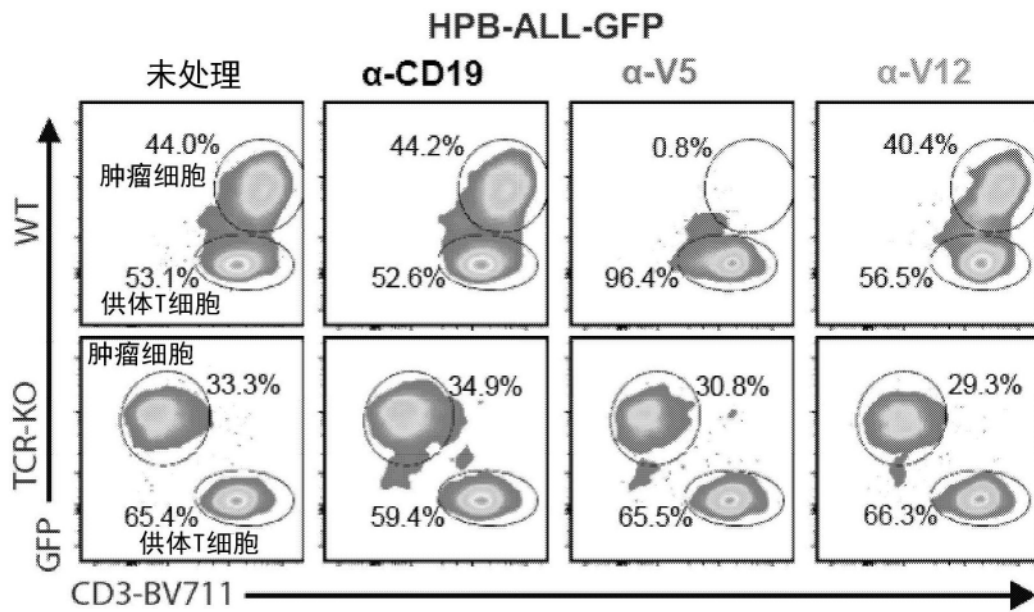 HPB-ALL-GFP
未处理
α-CD19
α-V5
α-V12
WT
44.0%
肿瘤细胞
53.1%
供体T细胞
44.2%
52.6%
0.8%
96.4%
40.4%
56.5%
TCR-KO
肿瘤细胞
33.3%
65.4%
供体T细胞
34.9%
59.4%
30.8%
65.5%
29.3%
66.3%
GFP
CD3-BV711